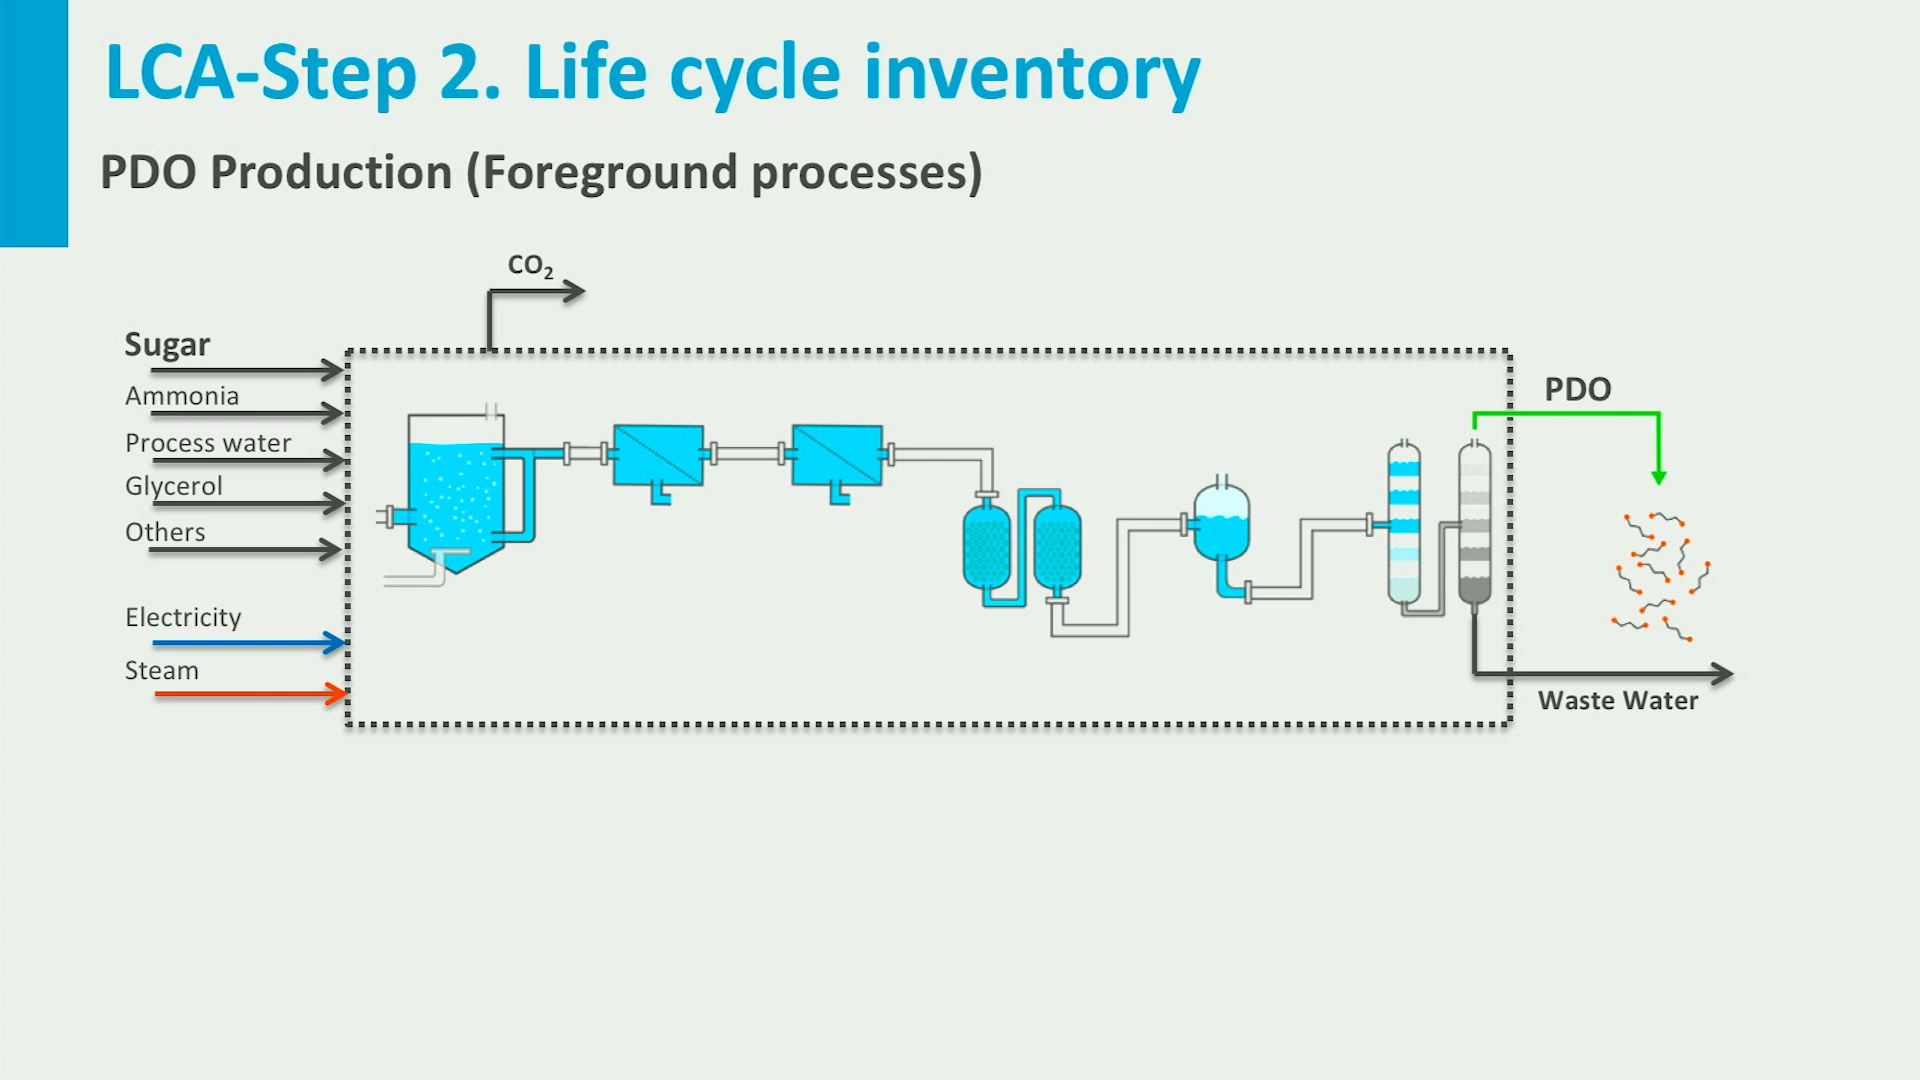 LCA-Step 2. Life cycle inventory
PDO Production (Foreground processes)
CO₂
Sugar
Ammonia
Process water
Glycerol
Others
Electricity
Steam
PDO
Waste Water